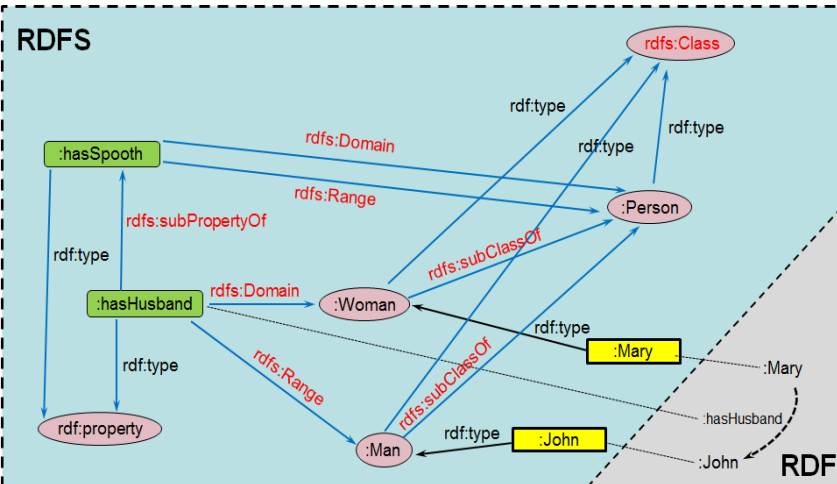 RDFS
rdfs:Class
rdf:type
rdf:type
rdf:type
:hasSpooth
rdfs:Domain
rdfs:Range
:Person
rdfs:subPropertyOf
rdf:type
rdfs:subClassOf
:hasHusband
rdfs:Domain
:Woman
rdf:type
:Mary
:Mary
rdf:type
rdfs:Range
rdfs:subClassOf
:hasHusband
rdf:property
:Man
rdf:type
:John
:John
RDF